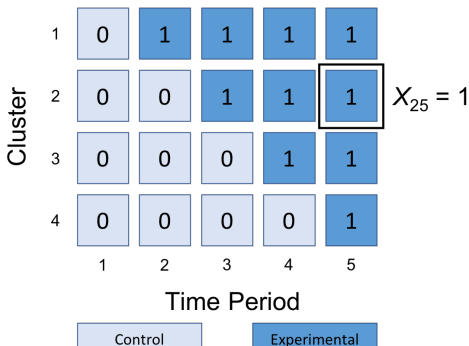 1 0 1 1 1 1
2 0 0 1 1 1 X₂₅ = 1
3 0 0 0 1 1
4 0 0 0 0 1
Cluster
1 2 3 4 5
Time Period
Control Experimental